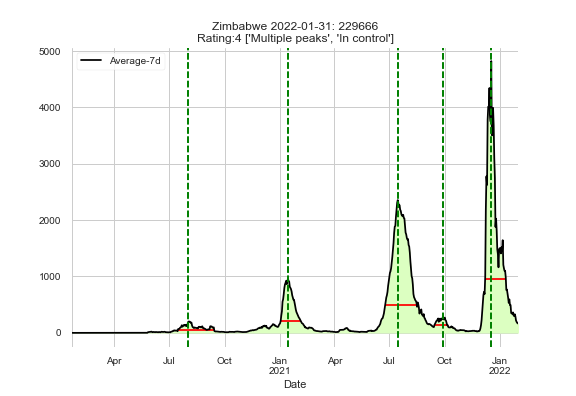 Zimbabwe 2022-01-31: 229666
Rating:4 ['Multiple peaks', 'In control']
Average-7d
5000
4000
3000
2000
1000
0
Apr
Jul
Oct
Jan
2021
Apr
Jul
Oct
Jan
2022
Date